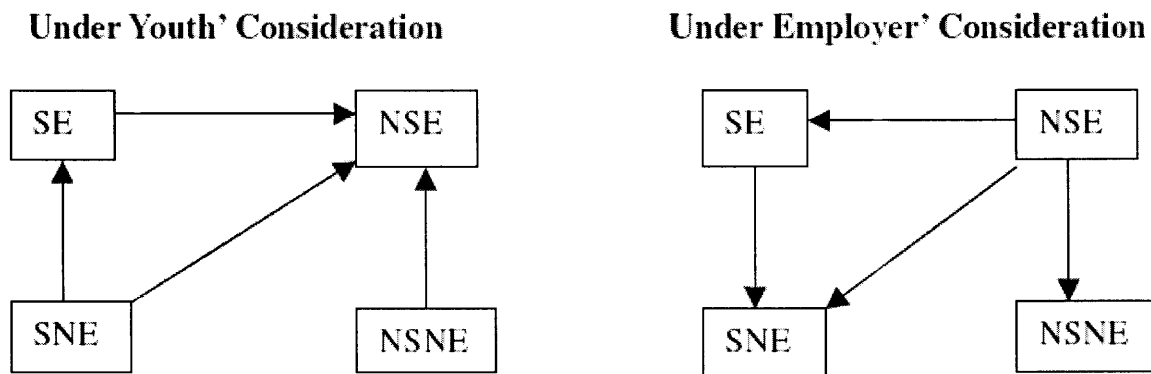 Under Youth' Consideration
Under Employer' Consideration
SE
NSE
SE
NSE
SNE
NSNE
SNE
NSNE